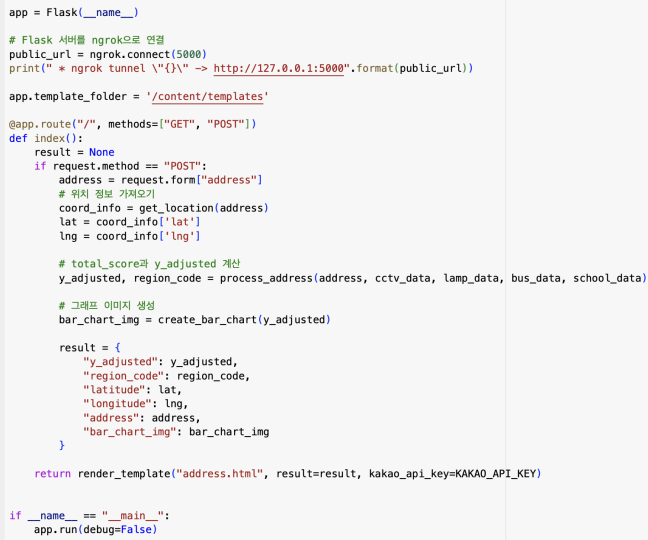 app = Flask(__name__)
# Flask 서버를 ngrok으로 연결
public_url = ngrok.connect(5000)
print(" * ngrok tunnel \"{}\" -> http://127.0.0.1:5000".format(public_url))
app.template_folder = '/content/templates'
@app.route("/", methods=["GET", "POST"])
def index():
    result = None
    if request.method == "POST":
        address = request.form["address"]
        # 위치 정보 가져오기
        coord_info = get_location(address)
        lat = coord_info['lat']
        lng = coord_info['lng']
        # total_score과 y_adjusted 계산
        y_adjusted, region_code = process_address(address, cctv_data, lamp_data, bus_data, school_data)
        # 그래프 이미지 생성
        bar_chart_img = create_bar_chart(y_adjusted)
        result = {
            "y_adjusted": y_adjusted,
            "region_code": region_code,
            "latitude": lat,
            "longitude": lng,
            "address": address,
            "bar_chart_img": bar_chart_img
        }
    return render_template("address.html", result=result, kakao_api_key=KAKAO_API_KEY)
if __name__ == "__main__":
    app.run(debug=False)